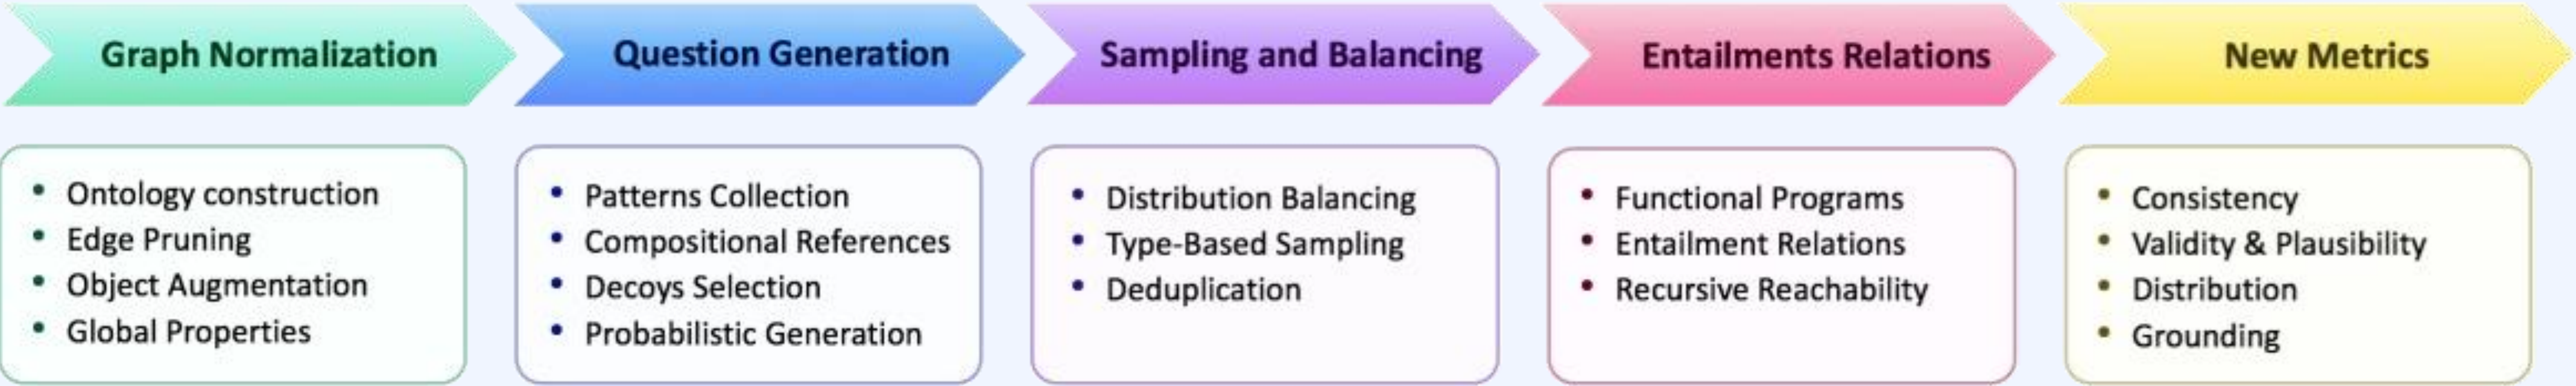 Graph Normalization
Question Generation
Sampling and Balancing
Entailments Relations
New Metrics
• Ontology construction
• Edge Pruning
• Object Augmentation
• Global Properties
• Patterns Collection
• Compositional References
• Decoys Selection
• Probabilistic Generation
• Distribution Balancing
• Type-Based Sampling
• Deduplication
• Functional Programs
• Entailment Relations
• Recursive Reachability
• Consistency
• Validity & Plausibility
• Distribution
• Grounding